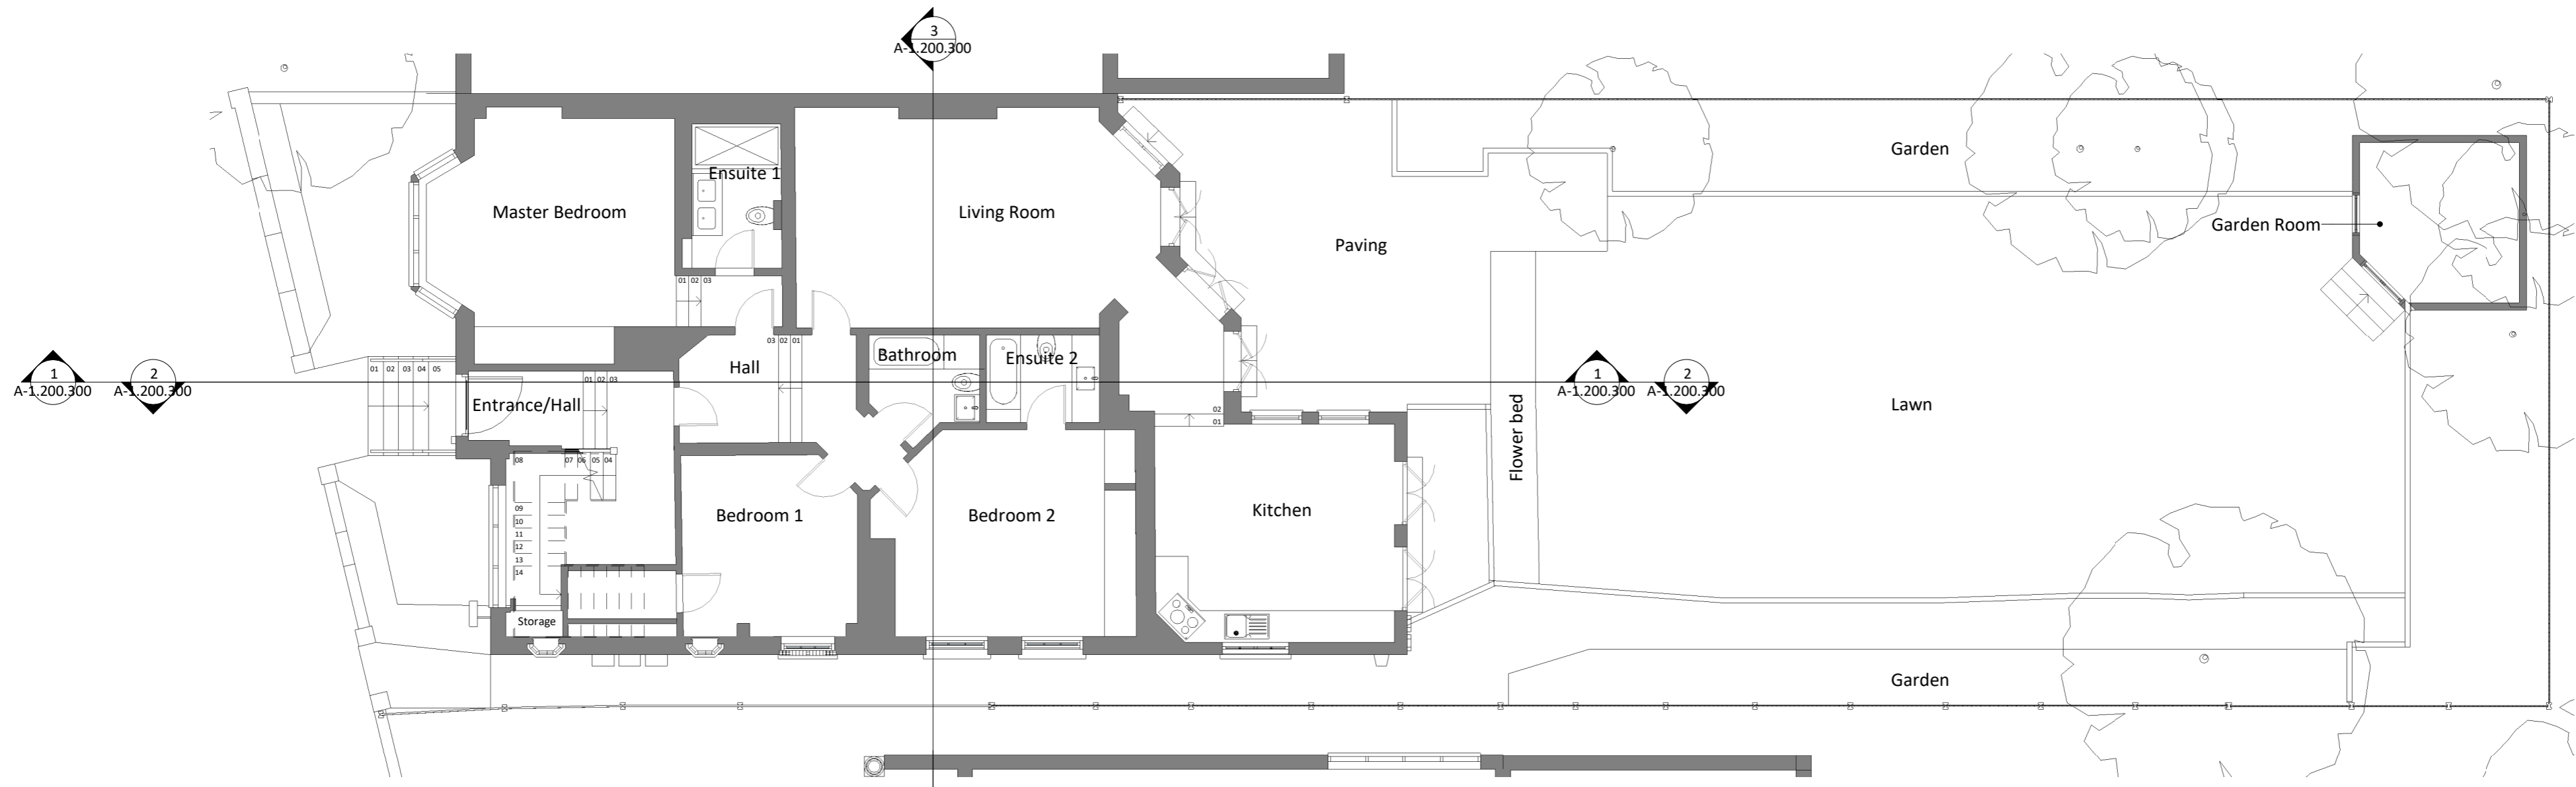 3
A-1.200.300
Ensuite 1
Master Bedroom
Living Room
Garden
Garden Room
Paving
01 02 03
03 02 01
Hall
Bathroom
Ensuite 2
1
A-1.200.300
2
A-1.200.300
01 02 03 04 05
01 02 03
Entrance/Hall
1
A-1.200.300
2
A-1.200.300
Lawn
02
01
Flower bed
08
07 06 05 04
09
10
11
12
13
14
Bedroom 1
Bedroom 2
Kitchen
Storage
Garden